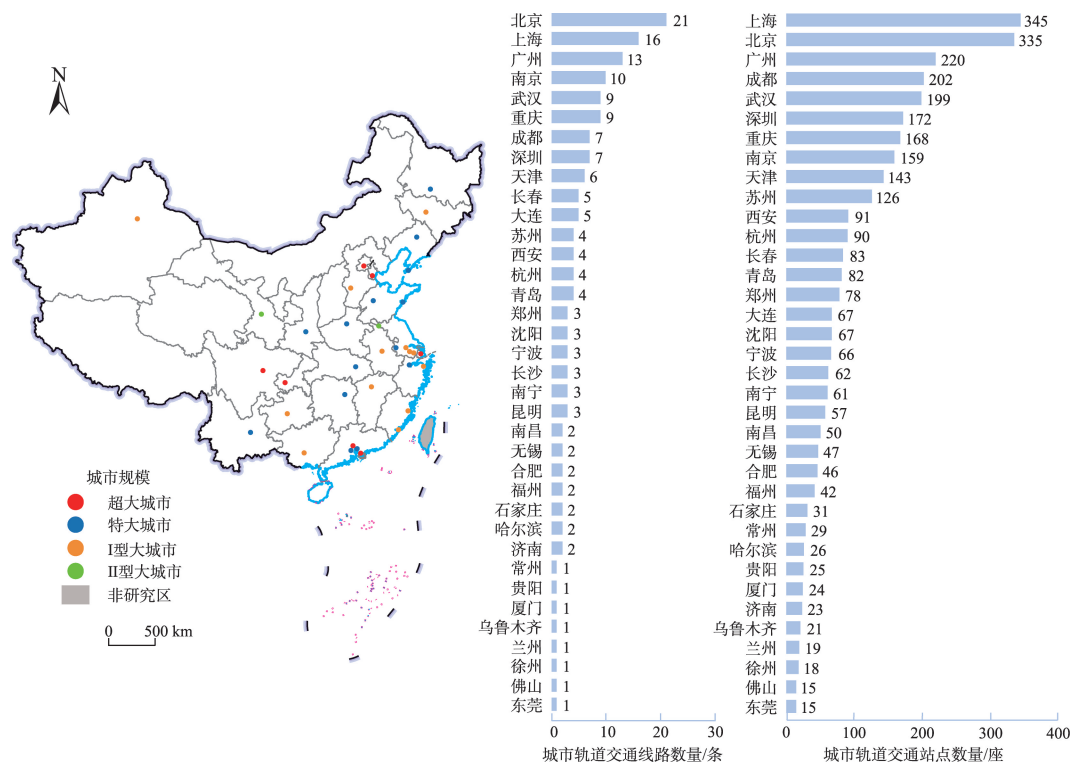 N
城市规模
超大城市
特大城市
I型大城市
II型大城市
非研究区
0 500 km
北京 21
上海 16
广州 13
南京 10
武汉 9
重庆 9
成都 7
深圳 7
天津 6
长春 5
大连 5
苏州 4
西安 4
杭州 4
青岛 4
郑州 3
沈阳 3
宁波 3
长沙 3
南宁 3
昆明 3
南昌 2
无锡 2
合肥 2
福州 2
石家庄 2
哈尔滨 2
济南 2
常州 1
贵阳 1
厦门 1
乌鲁木齐 1
兰州 1
徐州 1
佛山 1
东莞 1
0 10 20 30
城市轨道交通线路数量/条
上海 345
北京 335
广州 220
成都 202
武汉 199
深圳 172
重庆 168
南京 159
天津 143
苏州 126
西安 91
杭州 90
长春 83
青岛 82
郑州 78
大连 67
沈阳 67
宁波 66
长沙 62
南宁 61
昆明 57
南昌 50
无锡 47
合肥 46
福州 42
石家庄 31
常州 29
哈尔滨 26
贵阳 25
厦门 24
济南 23
乌鲁木齐 21
兰州 19
徐州 18
佛山 15
东莞 15
0 100 200 300 400
城市轨道交通站点数量/座